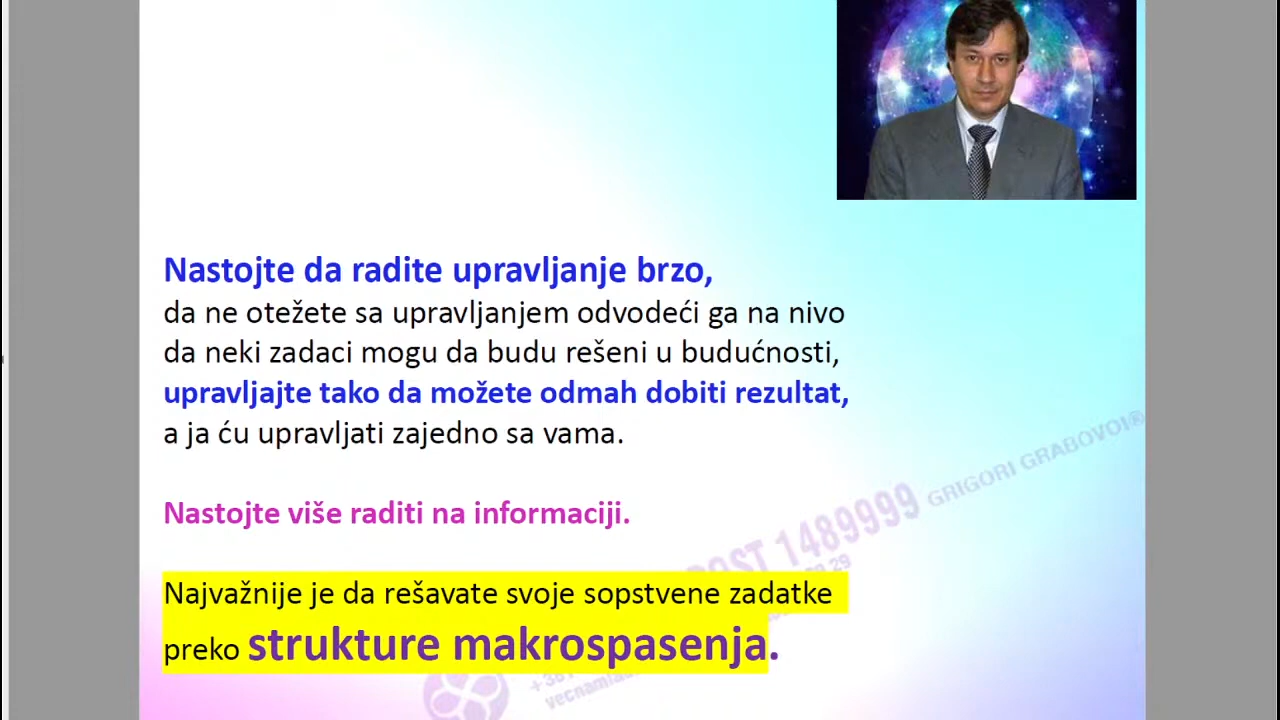 Nastojte da radite upravljanje brzo,
da ne otežete sa upravljanjem odvodeći ga na nivo
da neki zadaci mogu da budu rešeni u budućnosti,
upravljajte tako da možete odmah dobiti rezultat,
a ja ću upravljati zajedno sa vama.
Nastojte više raditi na informaciji.
Najvažnije je da rešavate svoje sopstvene zadatke
preko strukture makrospasenja.
1489999 GRIGORI GRABOVOI®